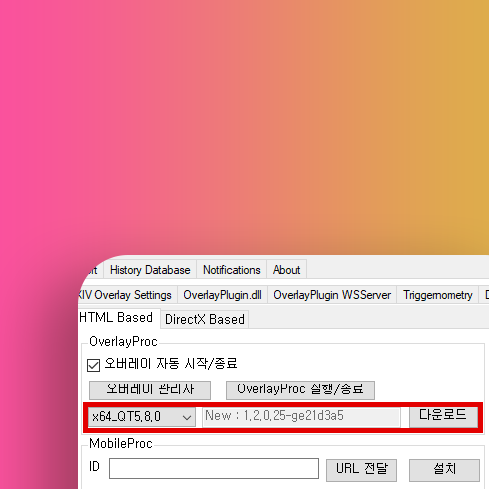 History Database Notifications About
Overlay Settings OverlayPlugin.dll OverlayPlugin WSServer Triggemometry
HTML Based DirectX Based
OverlayProc
오버레이 자동 시작/종료
오버레이 관리자 OverlayProc 실행/종료
x64_QT5,8,0 New : 1,2,0,25-ge21d3a5 다운로드
MobileProc
ID URL 전달 설치